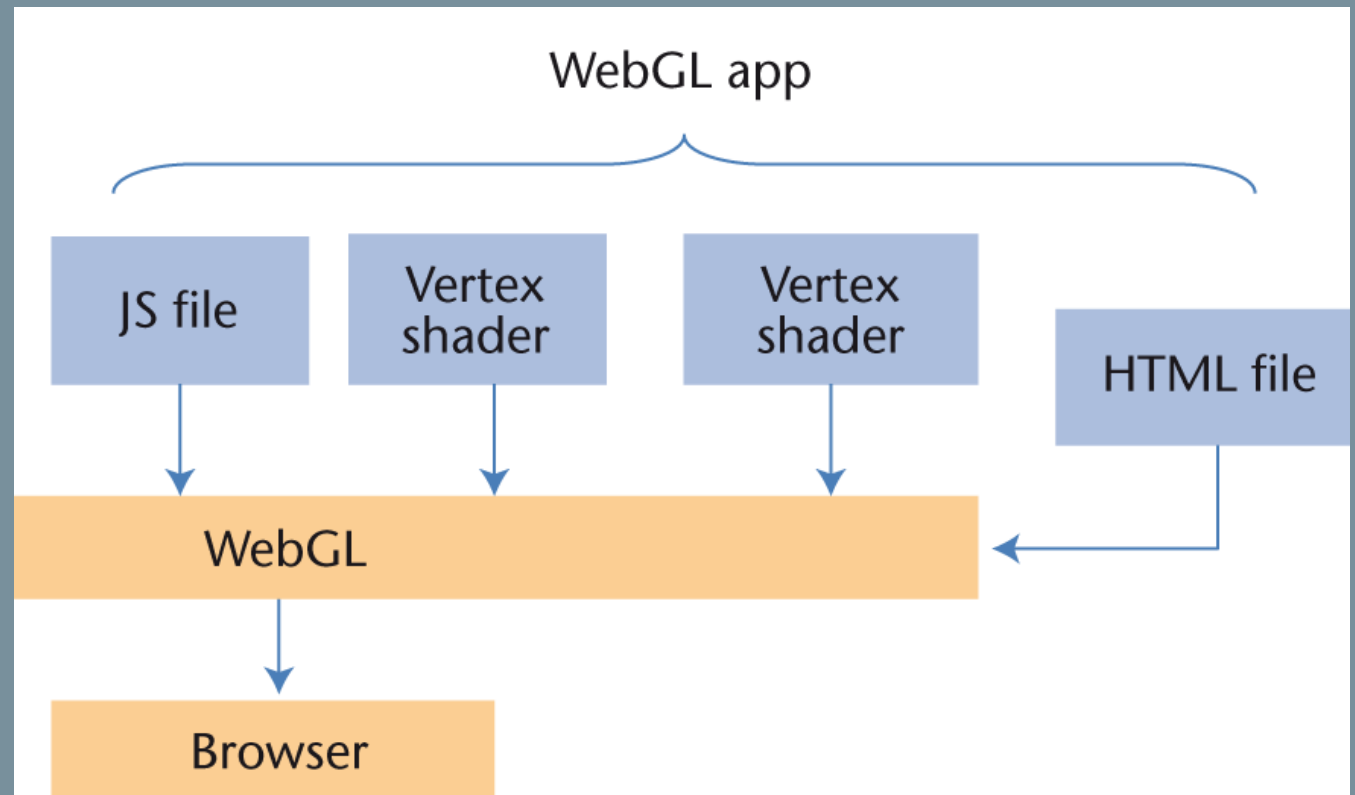 WebGL app
JS file
Vertex
shader
Vertex
shader
HTML file
WebGL
Browser